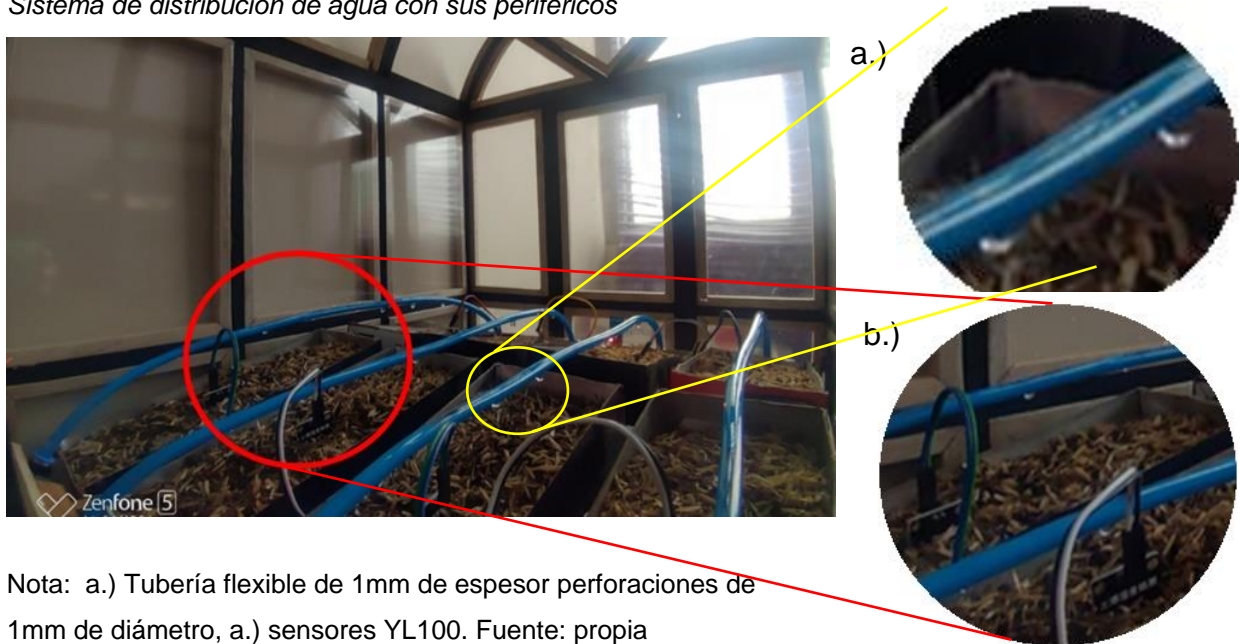 Sistema de distribución de agua con sus periféricos
a.)
b.)
Zenfone 5
Nota: a.) Tubería flexible de 1mm de espesor perforaciones de
1mm de diámetro, a.) sensores YL100. Fuente: propia